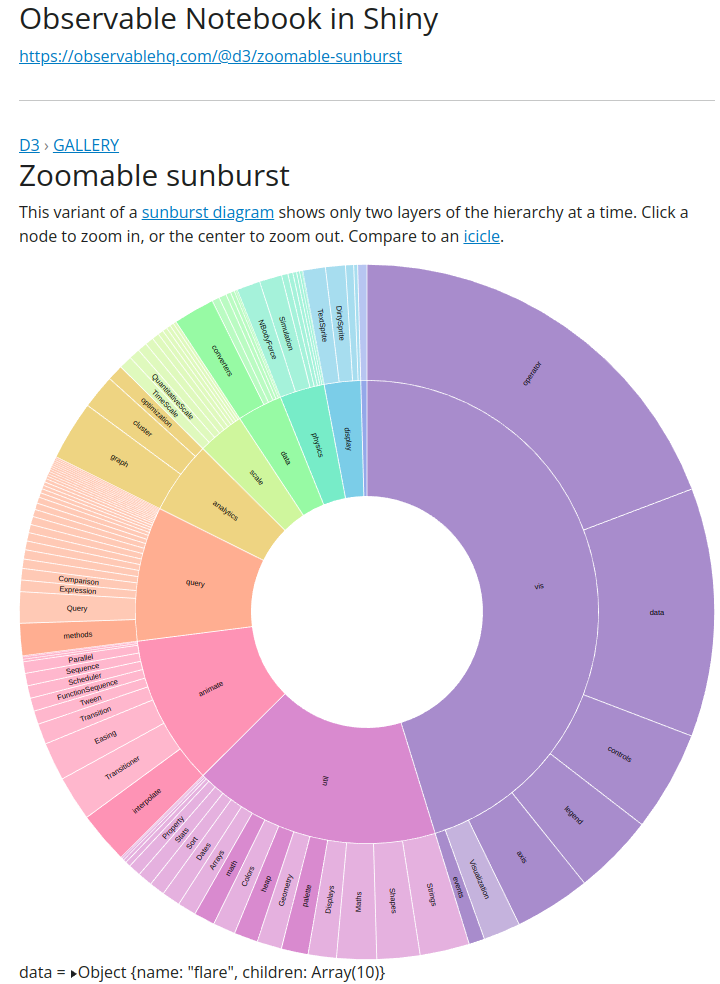 Observable Notebook in Shiny
https://observablehq.com/@d3/zoomable-sunburst
D3 › GALLERY
Zoomable sunburst
This variant of a sunburst diagram shows only two layers of the hierarchy at a time. Click a
node to zoom in, or the center to zoom out. Compare to an icicle.
operator
data
controls
legend
axis
Visualization
events
vis
Strings
Shapes
Maths
Displays
palette
Geometry
heap
Colors
math
Arrays
Dates
Sort
Stats
Property
util
interpolate
Transitioner
Easing
Transition
Tween
FunctionSequence
Scheduler
Sequence
Parallel
animate
methods
Query
Expression
Comparison
query
graph
cluster
optimization
analytics
TimeScale
QuantitativeScale
scale
converters
data
NBodyForce
Simulation
physics
TextSprite
DirtySprite
display
data = ▸Object {name: "flare", children: Array(10)}